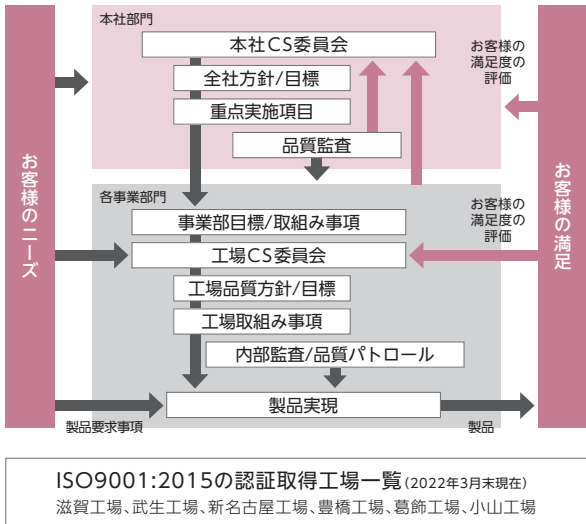 本社部門
本社CS委員会
お客様の
満足度の
評価
全社方針/目標
重点実施項目
品質監査
お客様のニーズ
お客様の満足
各事業部門
事業部目標/取組み事項
お客様の
満足度の
評価
工場CS委員会
工場品質方針/目標
工場取組み事項
内部監査/品質パトロール
製品実現
製品要求事項
製品
ISO9001:2015の認証取得工場一覧(2022年3月末現在)
滋賀工場、武生工場、新名古屋工場、豊橋工場、葛飾工場、小山工場